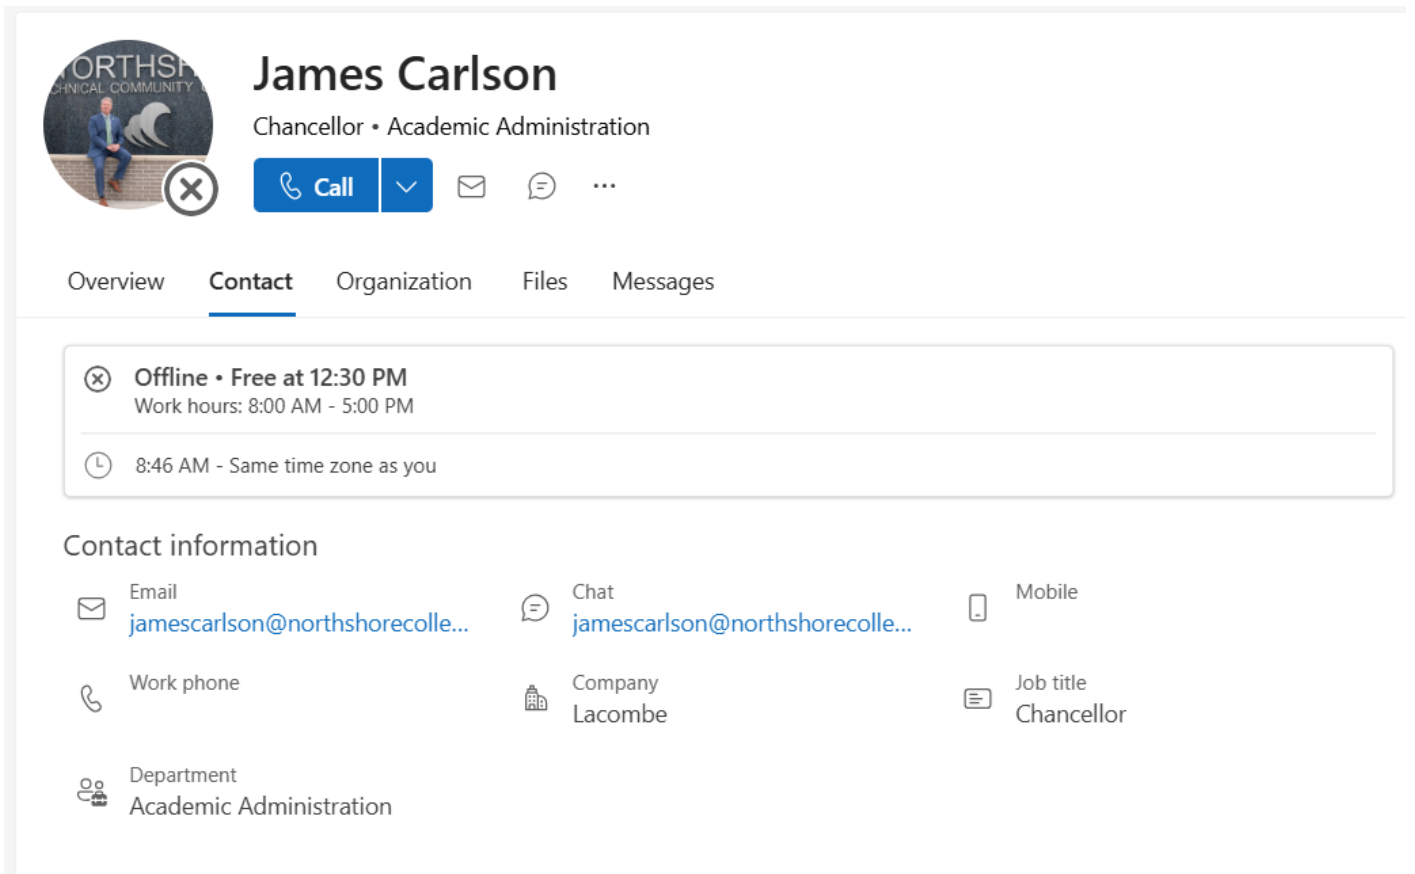 ORTHSH
CHNICAL COMMUNITY
James Carlson
Chancellor • Academic Administration
Call
Overview Contact Organization Files Messages
Offline • Free at 12:30 PM
Work hours: 8:00 AM - 5:00 PM
8:46 AM - Same time zone as you
Contact information
Email
jamescarlson@northshorecolle...
Chat
jamescarlson@northshorecolle...
Mobile
Work phone
Company
Lacombe
Job title
Chancellor
Department
Academic Administration